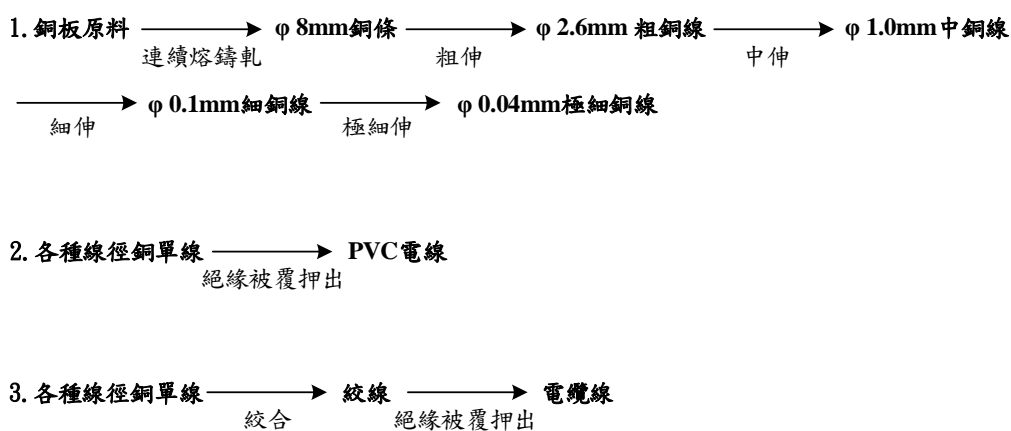 1.銅板原料 φ 8mm銅條 φ 2.6mm 粗銅線 φ 1.0mm中銅線
連續熔鑄軋 粗伸 中伸
φ 0.1mm細銅線 φ 0.04mm極細銅線
細伸 極細伸
2.各種線徑銅單線 PVC電線
絕緣被覆押出
3.各種線徑銅單線 絞線 電纜線
絞合 絕緣被覆押出